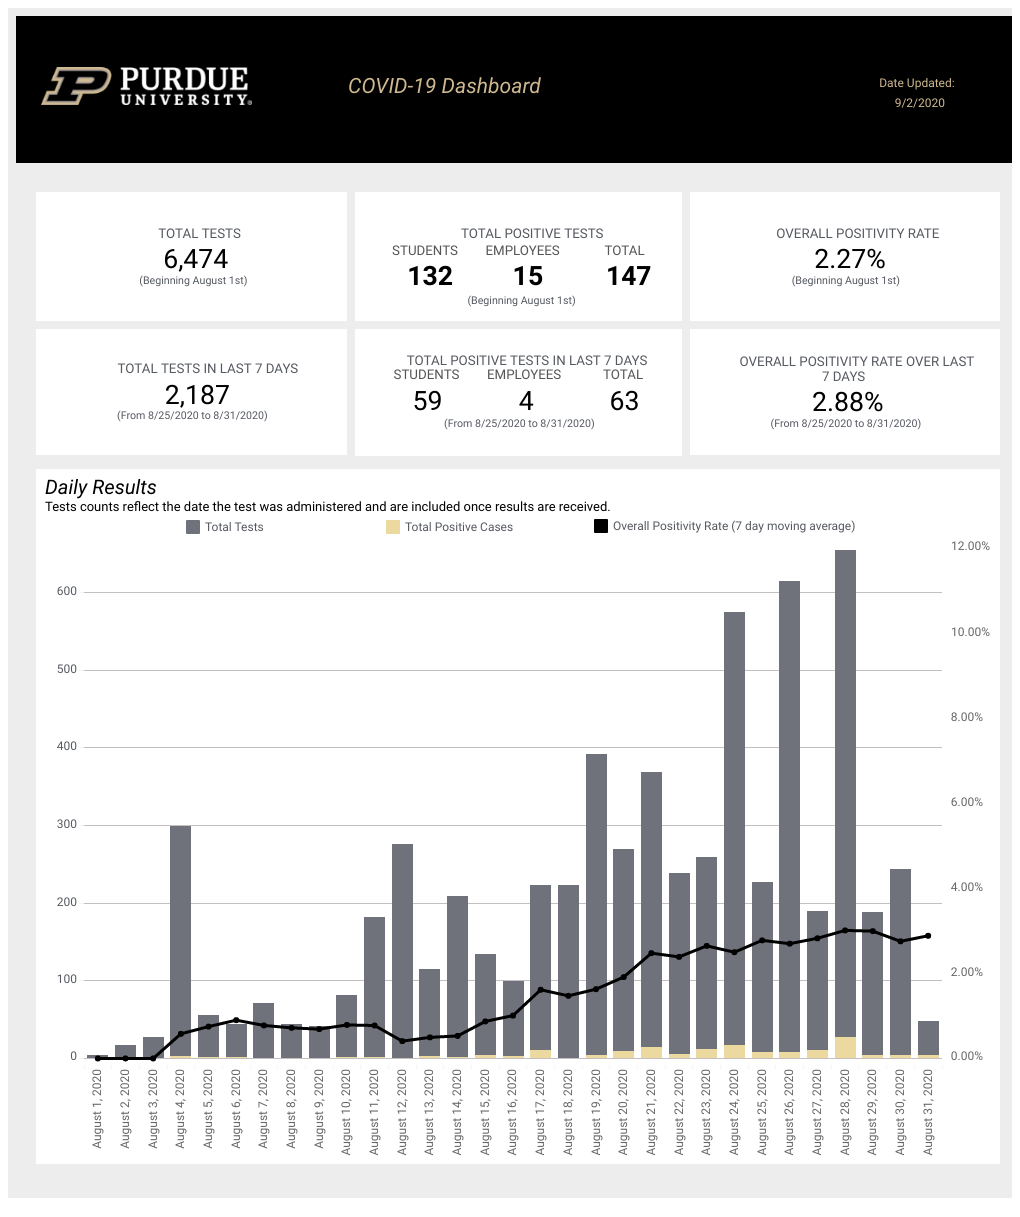 PURDUE
UNIVERSITY®
COVID-19 Dashboard
Date Updated:
9/2/2020
TOTAL TESTS
6,474
(Beginning August 1st)
TOTAL POSITIVE TESTS
STUDENTS EMPLOYEES TOTAL
132 15 147
(Beginning August 1st)
OVERALL POSITIVITY RATE
2.27%
(Beginning August 1st)
TOTAL TESTS IN LAST 7 DAYS
2,187
(From 8/25/2020 to 8/31/2020)
TOTAL POSITIVE TESTS IN LAST 7 DAYS
STUDENTS EMPLOYEES TOTAL
59 4 63
(From 8/25/2020 to 8/31/2020)
OVERALL POSITIVITY RATE OVER LAST
7 DAYS
2.88%
(From 8/25/2020 to 8/31/2020)
Daily Results
Tests counts reflect the date the test was administered and are included once results are received.
Total Tests Total Positive Cases Overall Positivity Rate (7 day moving average)
600
500
400
300
200
100
0
12.00%
10.00%
8.00%
6.00%
4.00%
2.00%
0.00%
August 1, 2020
August 2, 2020
August 3, 2020
August 4, 2020
August 5, 2020
August 6, 2020
August 7, 2020
August 8, 2020
August 9, 2020
August 10, 2020
August 11, 2020
August 12, 2020
August 13, 2020
August 14, 2020
August 15, 2020
August 16, 2020
August 17, 2020
August 18, 2020
August 19, 2020
August 20, 2020
August 21, 2020
August 22, 2020
August 23, 2020
August 24, 2020
August 25, 2020
August 26, 2020
August 27, 2020
August 28, 2020
August 29, 2020
August 30, 2020
August 31, 2020